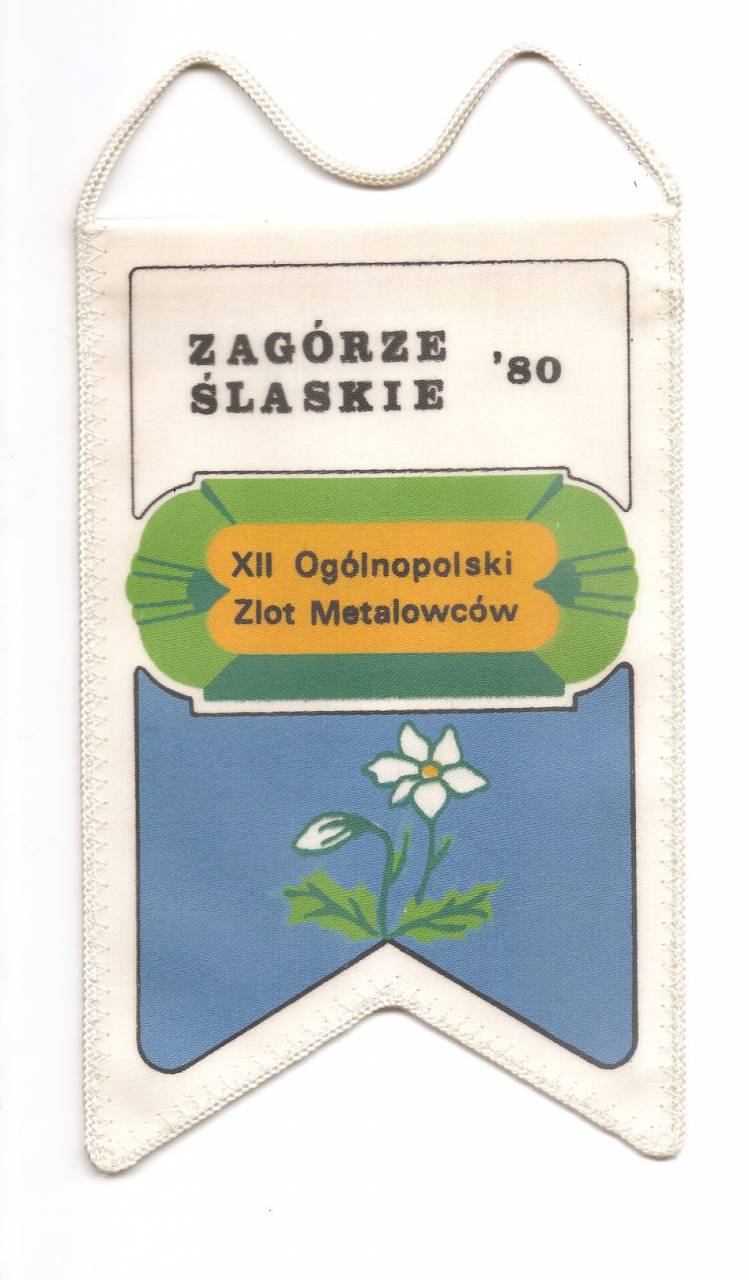 ZAGÓRZE
ŚLASKIE '80
XII Ogólnopolski
Zlot Metalowców